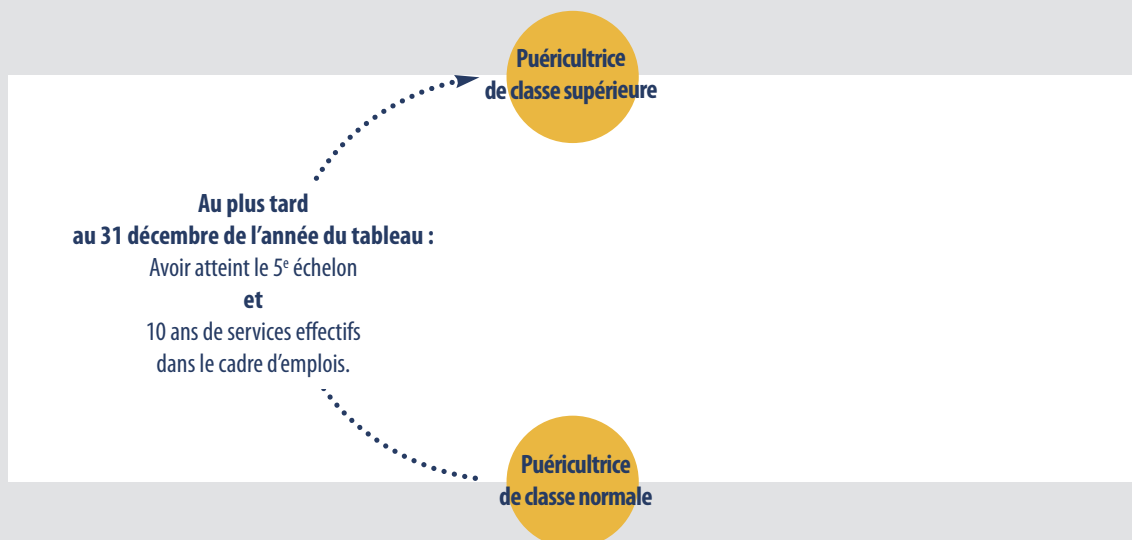 Puéricultrice
de classe supérieure
Au plus tard
au 31 décembre de l’année du tableau :
Avoir atteint le 5ᵉ échelon
et
10 ans de services effectifs
dans le cadre d’emplois.
Puéricultrice
de classe normale